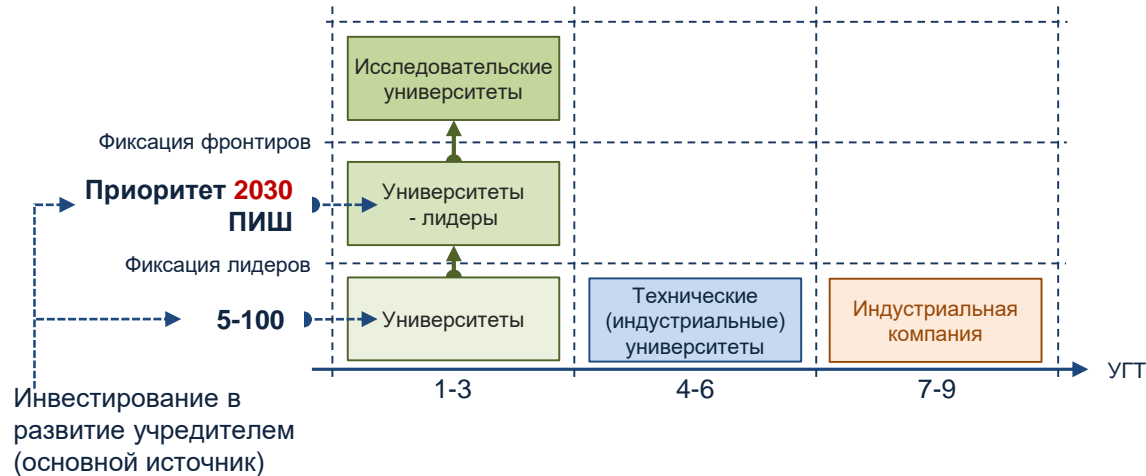 Исследовательские
университеты
Фиксация фронтиров
Приоритет 2030
ПИШ
Университеты
- лидеры
Фиксация лидеров
5-100
Университеты
Технические
(индустриальные)
университеты
Индустриальная
компания
УГТ
1-3
4-6
7-9
Инвестирование в
развитие учредителем
(основной источник)